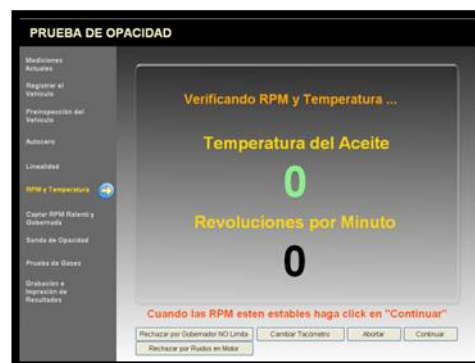 PRUEBA DE OPACIDAD
Mediciones
Actuales
Registrar el
Vehículo
Preinspección del
Vehículo
Autocero
Linealidad
RPM y Temperatura
Captar RPM Ralenti y
Gobernada
Sonda de Opacidad
Prueba de Gases
Grabación e
Impresión de
Resultados
Verificando RPM y Temperatura ...
Temperatura del Aceite
0
Revoluciones por Minuto
0
Cuando las RPM esten estables haga click en "Continuar"
Rechazar por Gobernador NO Limita
Cambiar Tacómetro
Abortar
Continuar
Rechazar por Ruidos en Motor